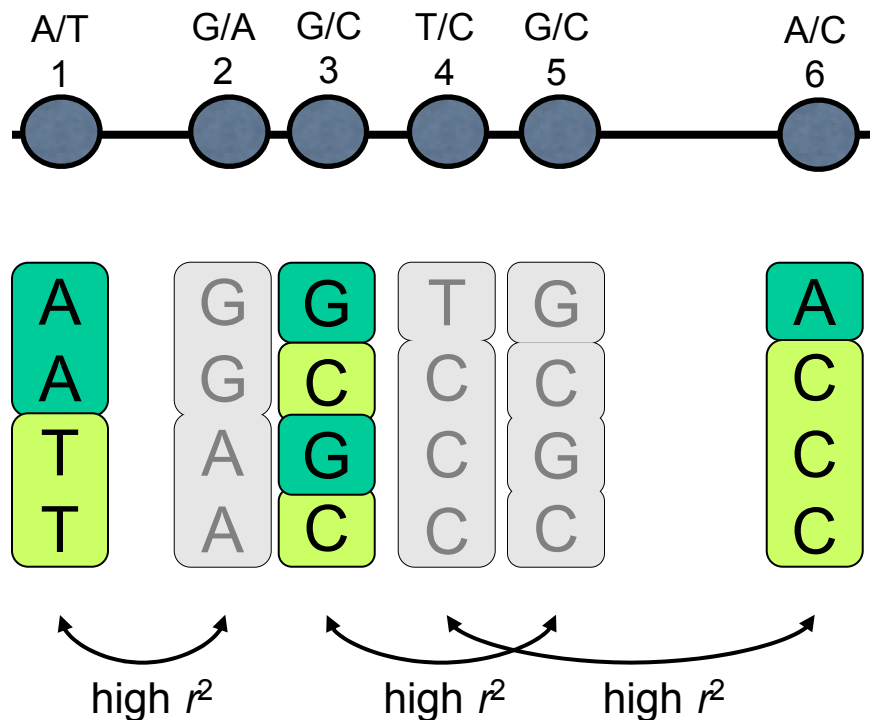 A/T G/A G/C T/C G/C A/C
1 2 3 4 5 6
A G G T G A
A G C C C C
T A G C G C
T A C C C C
high r² high r² high r²